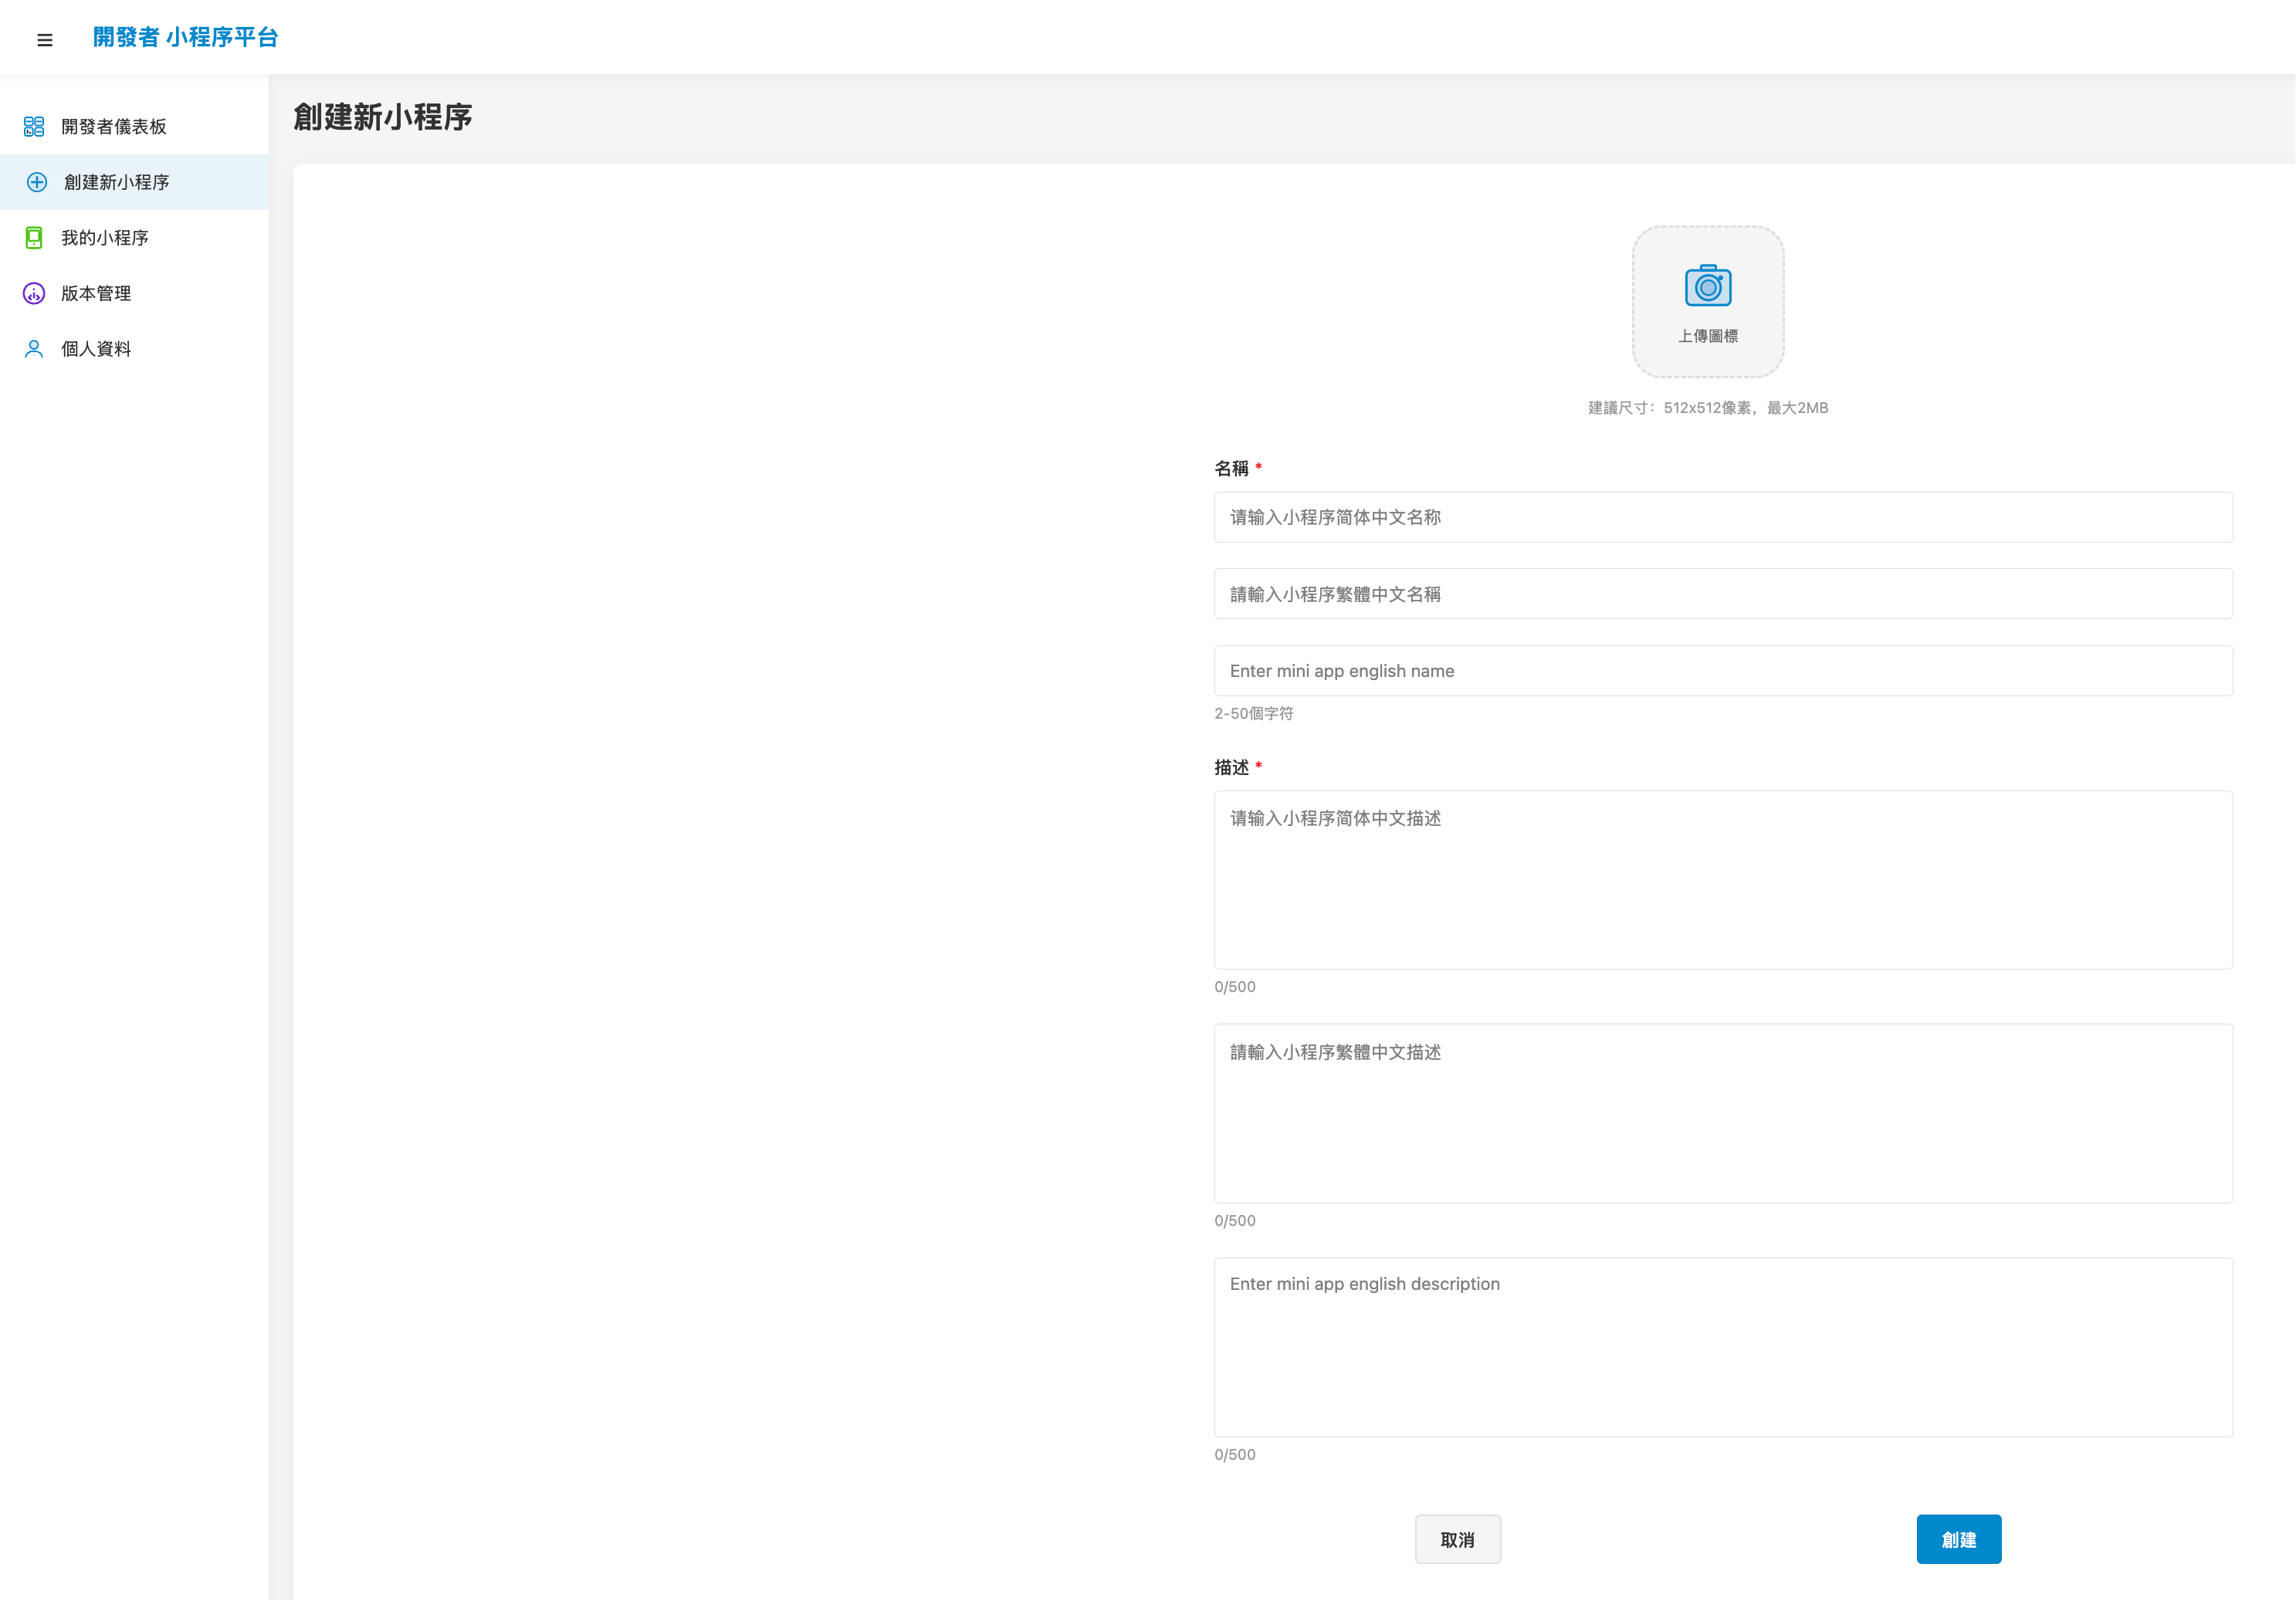 開發者 小程序平台
開發者儀表板
創建新小程序
我的小程序
版本管理
個人資料
創建新小程序
上傳圖標
建議尺寸：512x512像素，最大2MB
名稱 *
请输入小程序简体中文名称
請輸入小程序繁體中文名稱
Enter mini app english name
2-50個字符
描述 *
请输入小程序简体中文描述
0/500
請輸入小程序繁體中文描述
0/500
Enter mini app english description
0/500
取消
創建